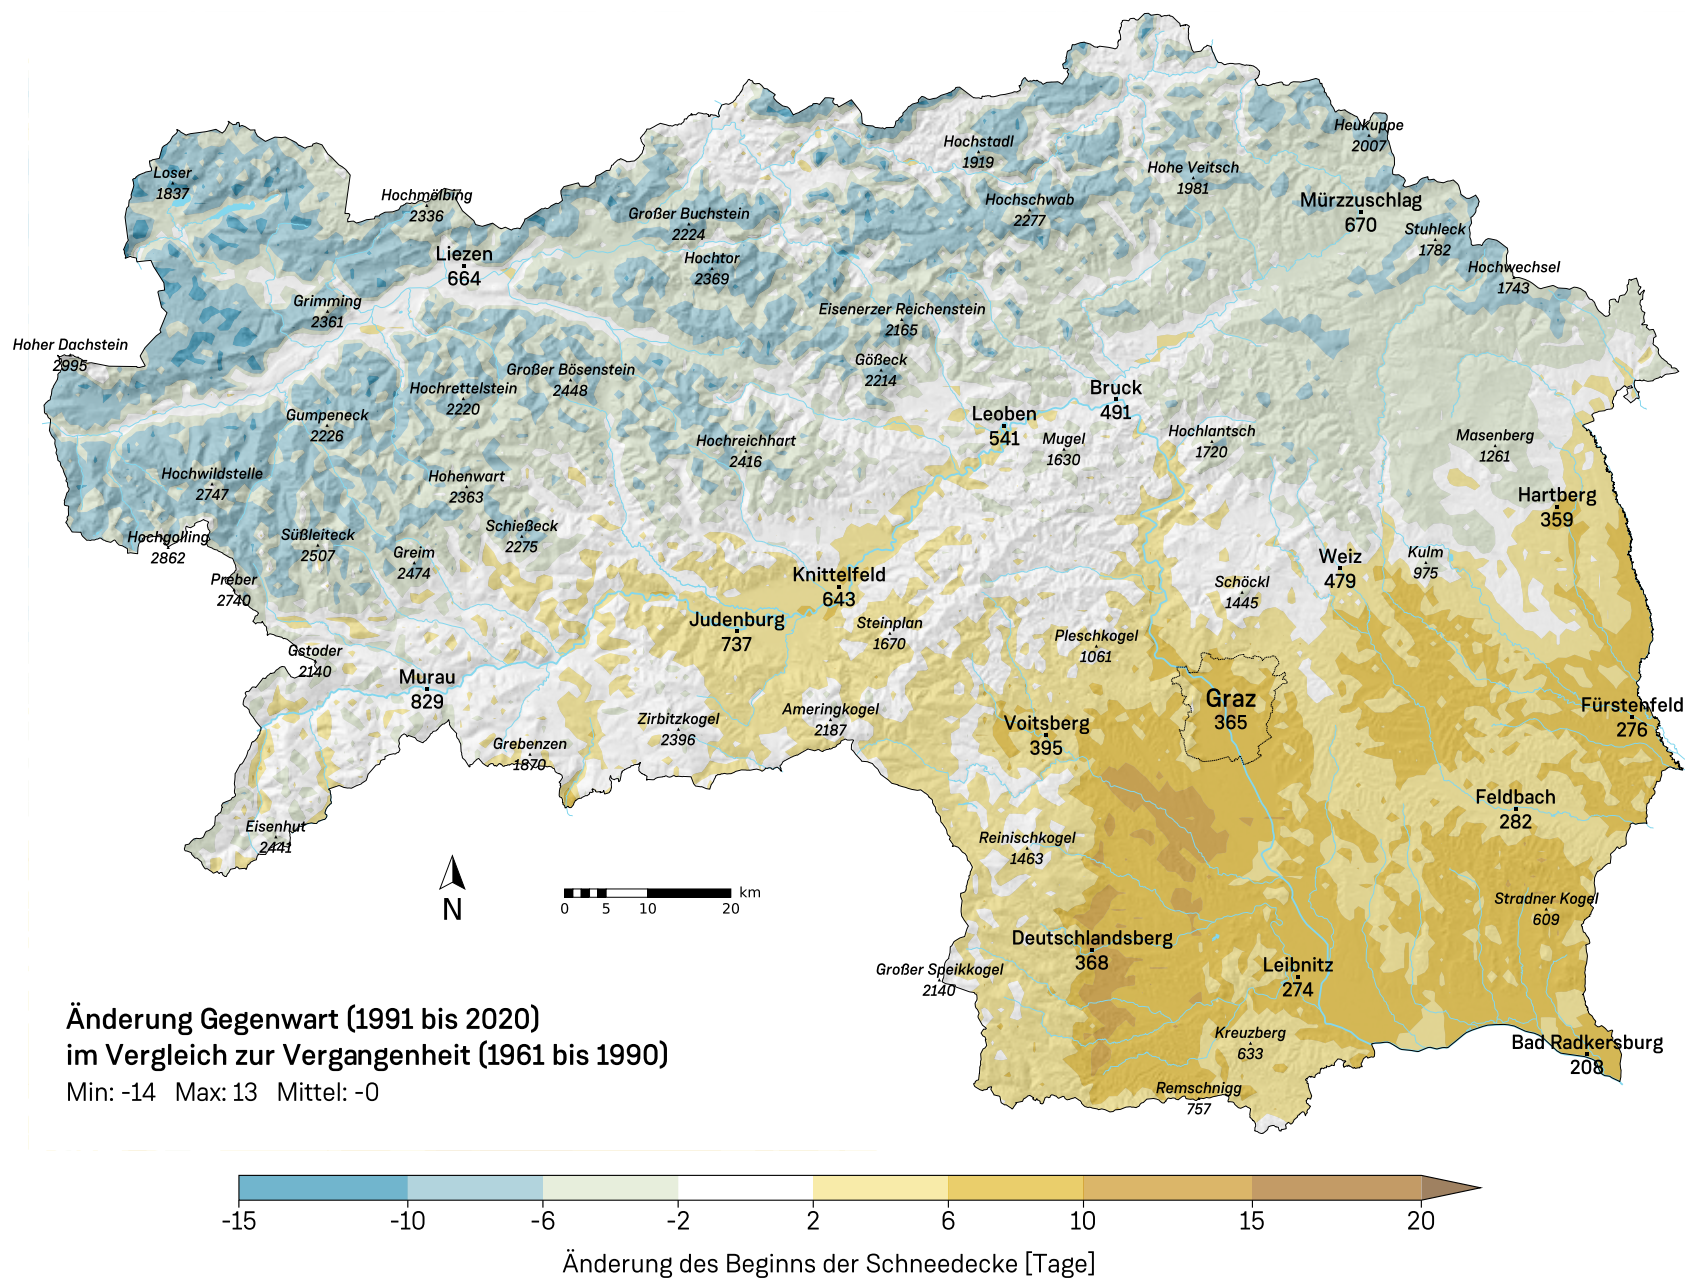 Heukuppe
2007
Hochstadl
1919
Hohe Veitsch
1981
Loser
1837
Hochmölbing
2336
Hochschwab
2277
Mürzzuschlag
670
Großer Buchstein
2224
Stuhleck
1782
Liezen
664
Hochtor
2369
Hochwechsel
1743
Grimming
2361
Eisenerzer Reichenstein
2165
Hoher Dachstein
2995
Gößeck
2214
Großer Bösenstein
2448
Hochrettelstein
2220
Bruck
491
Gumpeneck
2226
Leoben
541
Mugel
1630
Hochlantsch
1720
Masenberg
1261
Hochreichhart
2416
Hochwildstelle
2747
Hohenwart
2363
Hartberg
359
Schießeck
2275
Hochgolling
2862
Süßleiteck
2507
Greim
2474
Weiz
479
Kulm
975
Preber
2740
Knittelfeld
643
Schöckl
1445
Judenburg
737
Steinplan
1670
Pleschkogel
1061
Gstoder
2140
Murau
829
Graz
365
Fürstenfeld
276
Zirbitzkogel
2396
Ameringkogel
2187
Voitsberg
395
Grebenzen
1870
Feldbach
282
Eisenhut
2441
Reinischkogel
1463
Stradner Kogel
609
N
km
0 5 10 20
Deutschlandsberg
368
Großer Speikkogel
2140
Leibnitz
274
Kreuzberg
633
Bad Radkersburg
208
Remschnigg
757
Änderung Gegenwart (1991 bis 2020)
im Vergleich zur Vergangenheit (1961 bis 1990)
Min: -14 Max: 13 Mittel: -0
-15 -10 -6 -2 2 6 10 15 20
Änderung des Beginns der Schneedecke [Tage]